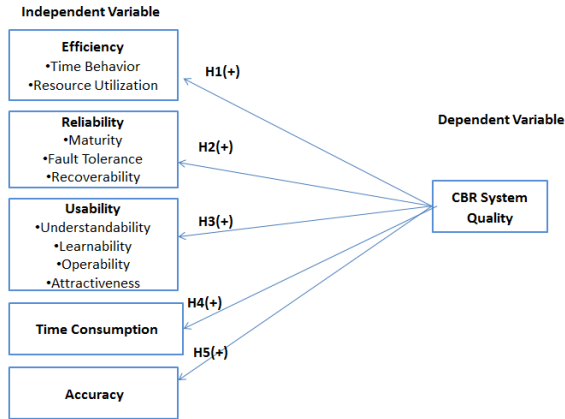 Independent Variable
Efficiency
•Time Behavior
•Resource Utilization
H1(+)
Reliability
•Maturity
•Fault Tolerance
•Recoverability
H2(+)
Dependent Variable
CBR System
Quality
Usability
•Understandability
•Learnability
•Operability
•Attractiveness
H3(+)
Time Consumption
H4(+)
Accuracy
H5(+)